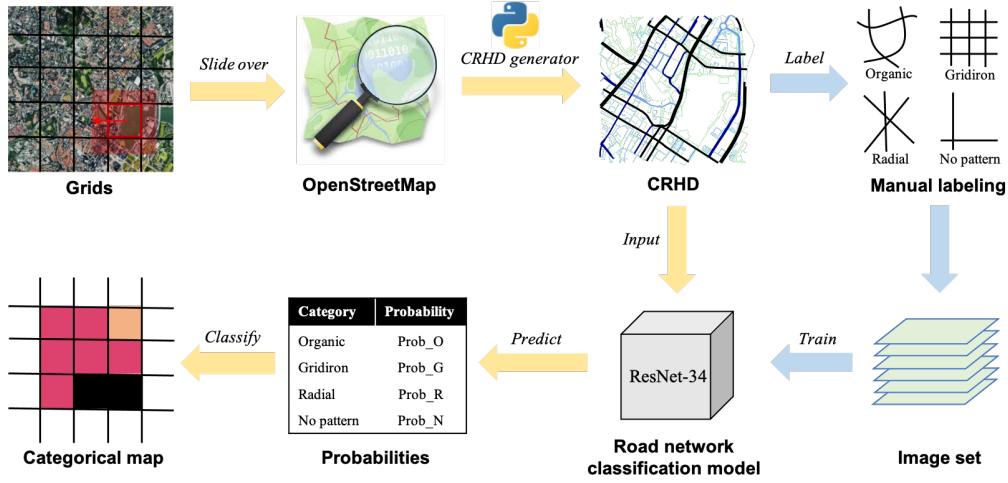 Slide over
CRHD generator
Label
Organic
Gridiron
Radial
No pattern
Grids
OpenStreetMap
CRHD
Manual labeling
Input
Category Probability
Organic Prob_O
Gridiron Prob_G
Radial Prob_R
No pattern Prob_N
Classify
Predict
ResNet-34
Train
Categorical map
Probabilities
Road network
classification model
Image set